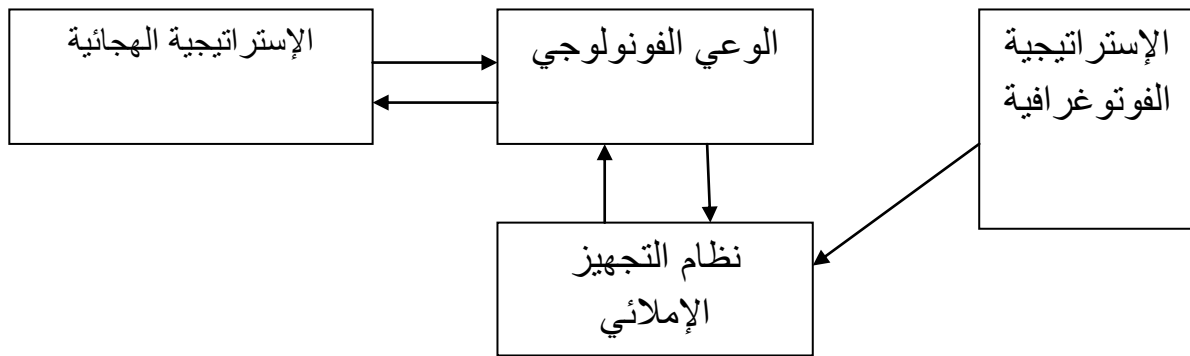 الإستراتيجية
الفوتوغرافية
الوعي الفونولوجي
الإستراتيجية الهجائية
نظام التجهيز
الإملائي